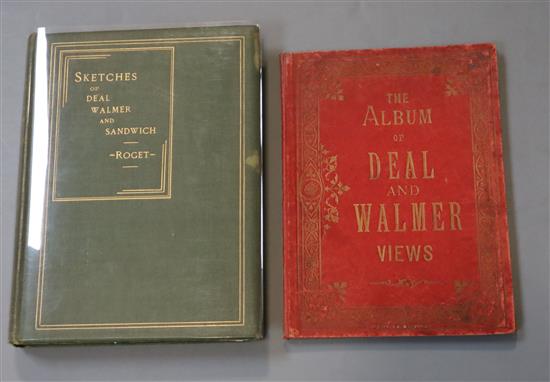 SKETCHES
OF
DEAL
WALMER
AND
SANDWICH
-ROGET-
THE
ALBUM
OF
DEAL
AND
WALMER
VIEWS